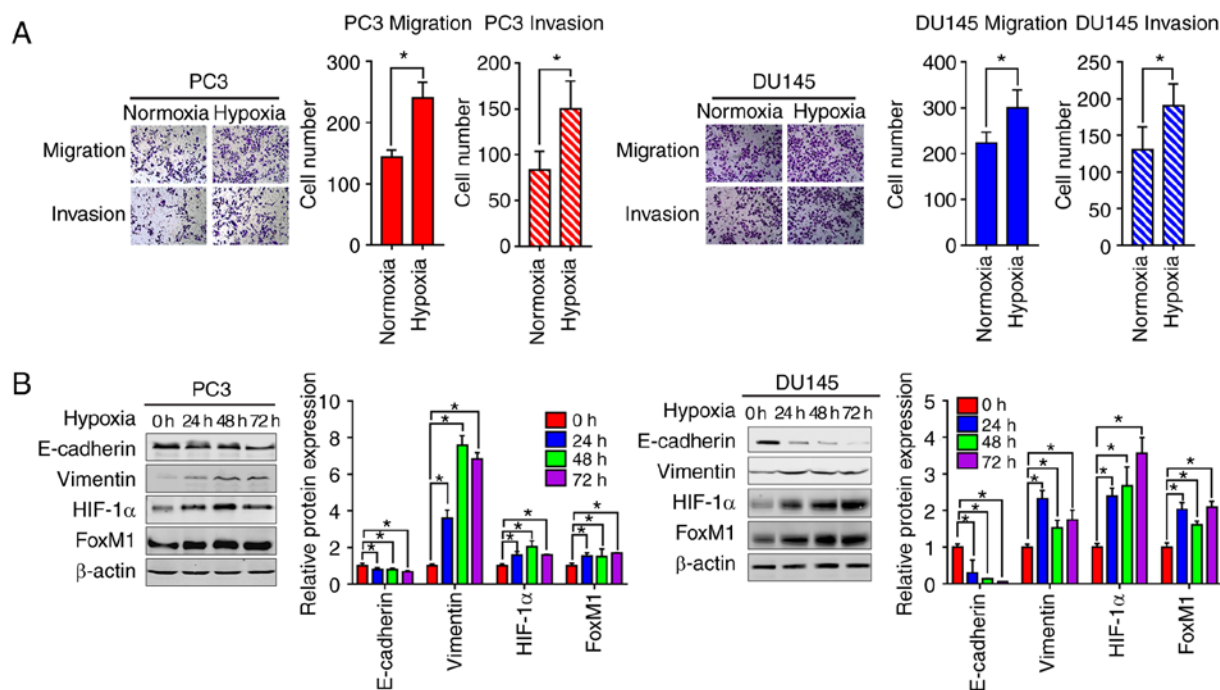 A
PC3
Normoxia Hypoxia
Migration
Invasion
PC3 Migration
Cell number
300
200
100
0
*
Normoxia
Hypoxia
PC3 Invasion
Cell number
200
150
100
50
0
*
Normoxia
Hypoxia
DU145
Normoxia Hypoxia
Migration
Invasion
DU145 Migration
Cell number
500
400
300
200
100
0
*
Normoxia
Hypoxia
DU145 Invasion
Cell number
250
200
150
100
50
0
*
Normoxia
Hypoxia
B
PC3
Hypoxia 0 h 24 h 48 h 72 h
E-cadherin
Vimentin
HIF-1α
FoxM1
β-actin
Relative protein expression
10
8
6
4
2
0
* * *
* * *
* * *
* * *
0 h
24 h
48 h
72 h
E-cadherin
Vimentin
HIF-1α
FoxM1
DU145
Hypoxia 0 h 24 h 48 h 72 h
E-cadherin
Vimentin
HIF-1α
FoxM1
β-actin
Relative protein expression
5
4
3
2
1
0
0 h
24 h
48 h
72 h
* * *
* * *
* * *
* * *
E-cadherin
Vimentin
HIF-1α
FoxM1